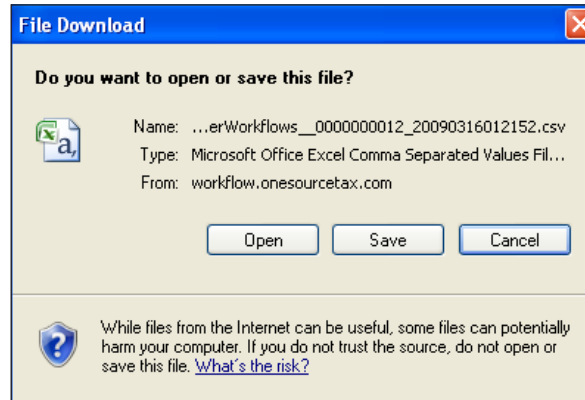 File Download
Do you want to open or save this file?
Name: ...erWorkflows__0000000012_20090316012152.csv
Type: Microsoft Office Excel Comma Separated Values Fil...
From: workflow.onesourcetax.com
Open Save Cancel
While files from the Internet can be useful, some files can potentially
harm your computer. If you do not trust the source, do not open or
save this file. What's the risk?